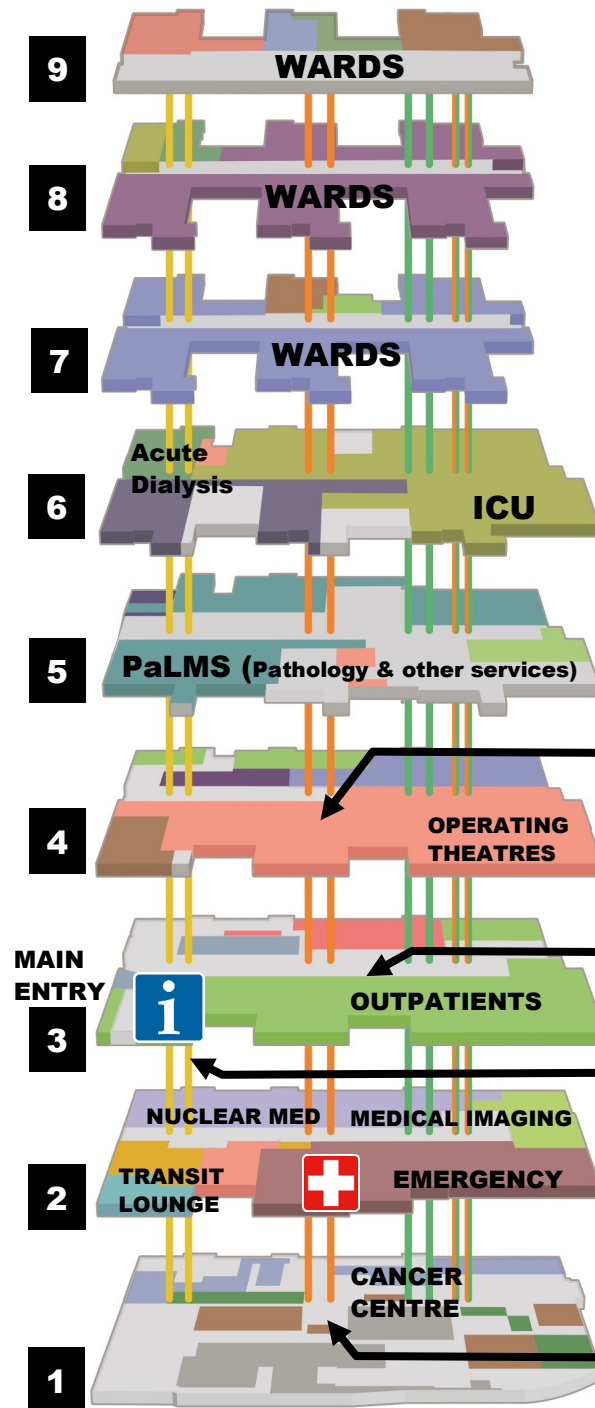 9
WARDS
8
WARDS
7
WARDS
Acute
Dialysis
6
ICU
5
PaLMS (Pathology & other services)
4
OPERATING
THEATRES
MAIN
ENTRY
i
OUTPATIENTS
3
NUCLEAR MED
MEDICAL IMAGING
TRANSIT
LOUNGE
EMERGENCY
2
CANCER
CENTRE
1